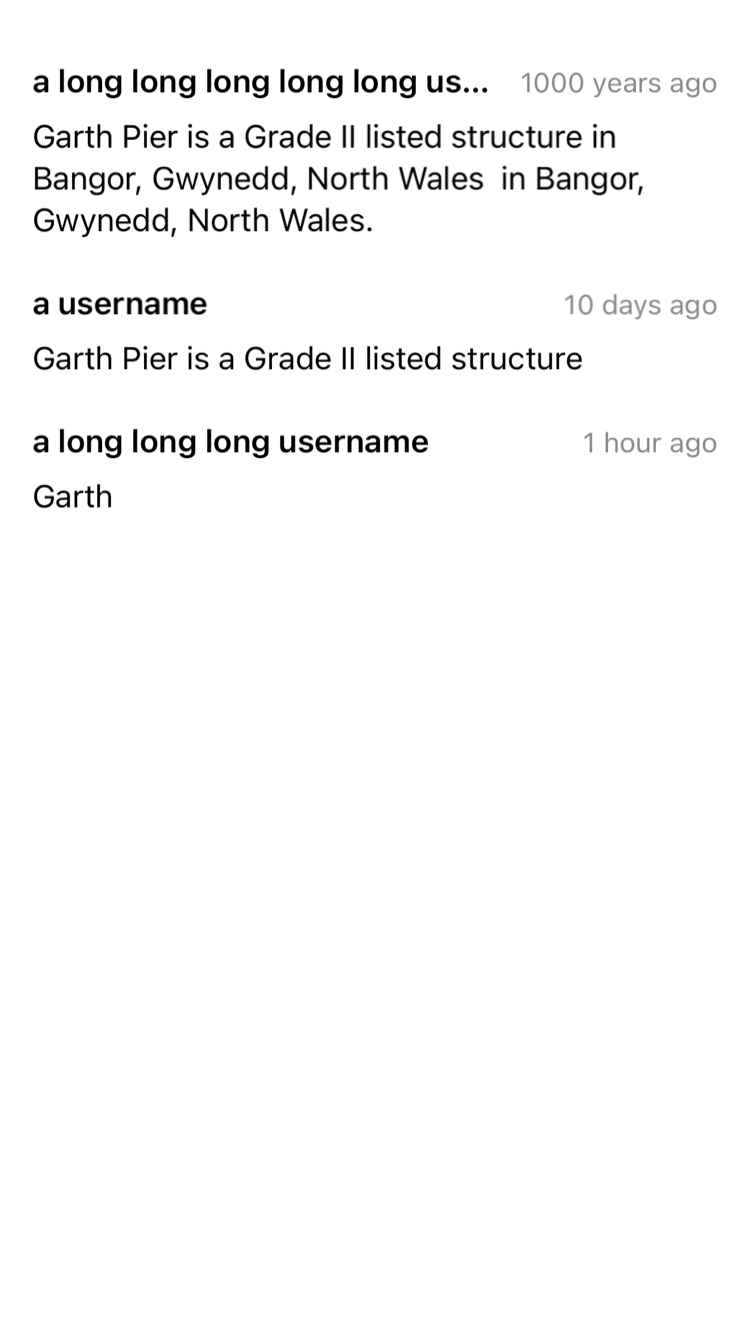 a long long long long long us... 1000 years ago
Garth Pier is a Grade II listed structure in
Bangor, Gwynedd, North Wales  in Bangor,
Gwynedd, North Wales.
a username 10 days ago
Garth Pier is a Grade II listed structure
a long long long username 1 hour ago
Garth